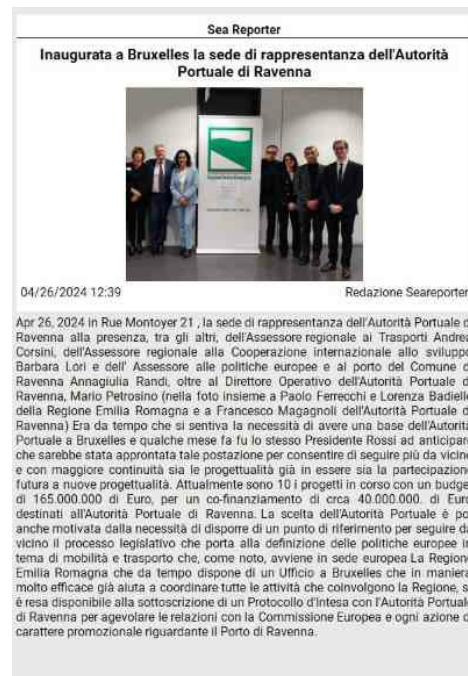 Sea Reporter
Inaugurata a Bruxelles la sede di rappresentanza dell'Autorità
Portuale di Ravenna
04/26/2024 12:39
Redazione Seareporter
Apr 26, 2024 in Rue Montoyer 21 , la sede di rappresentanza dell'Autorità Portuale d
Ravenna alla presenza, tra gli altri, dell'Assessore regionale ai Trasporti Andrea
Corsini, dell'Assessore regionale alla Cooperazione internazionale allo sviluppo
Barbara Lori e dell' Assessore alle politiche europee e al porto del Comune d
Ravenna Annagiulia Randi, oltre al Direttore Operativo dell'Autorità Portuale d
Ravenna, Mario Petrosino (nella foto insieme a Paolo Ferrecchi e Lorenza Badielle
della Regione Emilia Romagna e a Francesco Magagnoli dell'Autorità Portuale d
Ravenna) Era da tempo che si sentiva la necessità di avere una base dell'Autorità
Portuale a Bruxelles e qualche mese fa fu lo stesso Presidente Rossi ad anticipare
che sarebbe stata approntata tale postazione per consentire di seguire più da vicino
e con maggiore continuità sia le progettualità già in essere sia la partecipazione
futura a nuove progettualità. Attualmente sono 10 i progetti in corso con un budge
di 165.000.000 di Euro, per un co-finanziamento di crca 40.000.000. di Euro
destinati all'Autorità Portuale di Ravenna. La scelta dell'Autorità Portuale è po
anche motivata dalla necessità di disporre di un punto di riferimento per seguire da
vicino il processo legislativo che porta alla definizione delle politiche europee in
tema di mobilità e trasporto che, come noto, avviene in sede europea La Regione
Emilia Romagna che da tempo dispone di un Ufficio a Bruxelles che in maniera
molto efficace già aiuta a coordinare tutte le attività che coinvolgono la Regione, s
è resa disponibile alla sottoscrizione di un Protocollo d'Intesa con l'Autorità Portuale
di Ravenna per agevolare le relazioni con la Commissione Europea e ogni azione d
carattere promozionale riguardante il Porto di Ravenna.